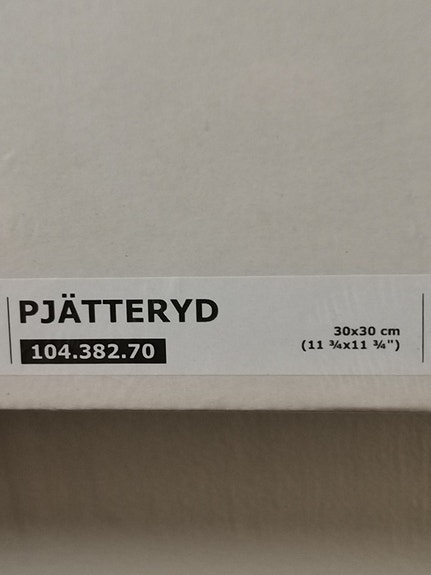 PJÄTTERYD
104.382.70
30x30 cm
(11 ¾x11 ¾")